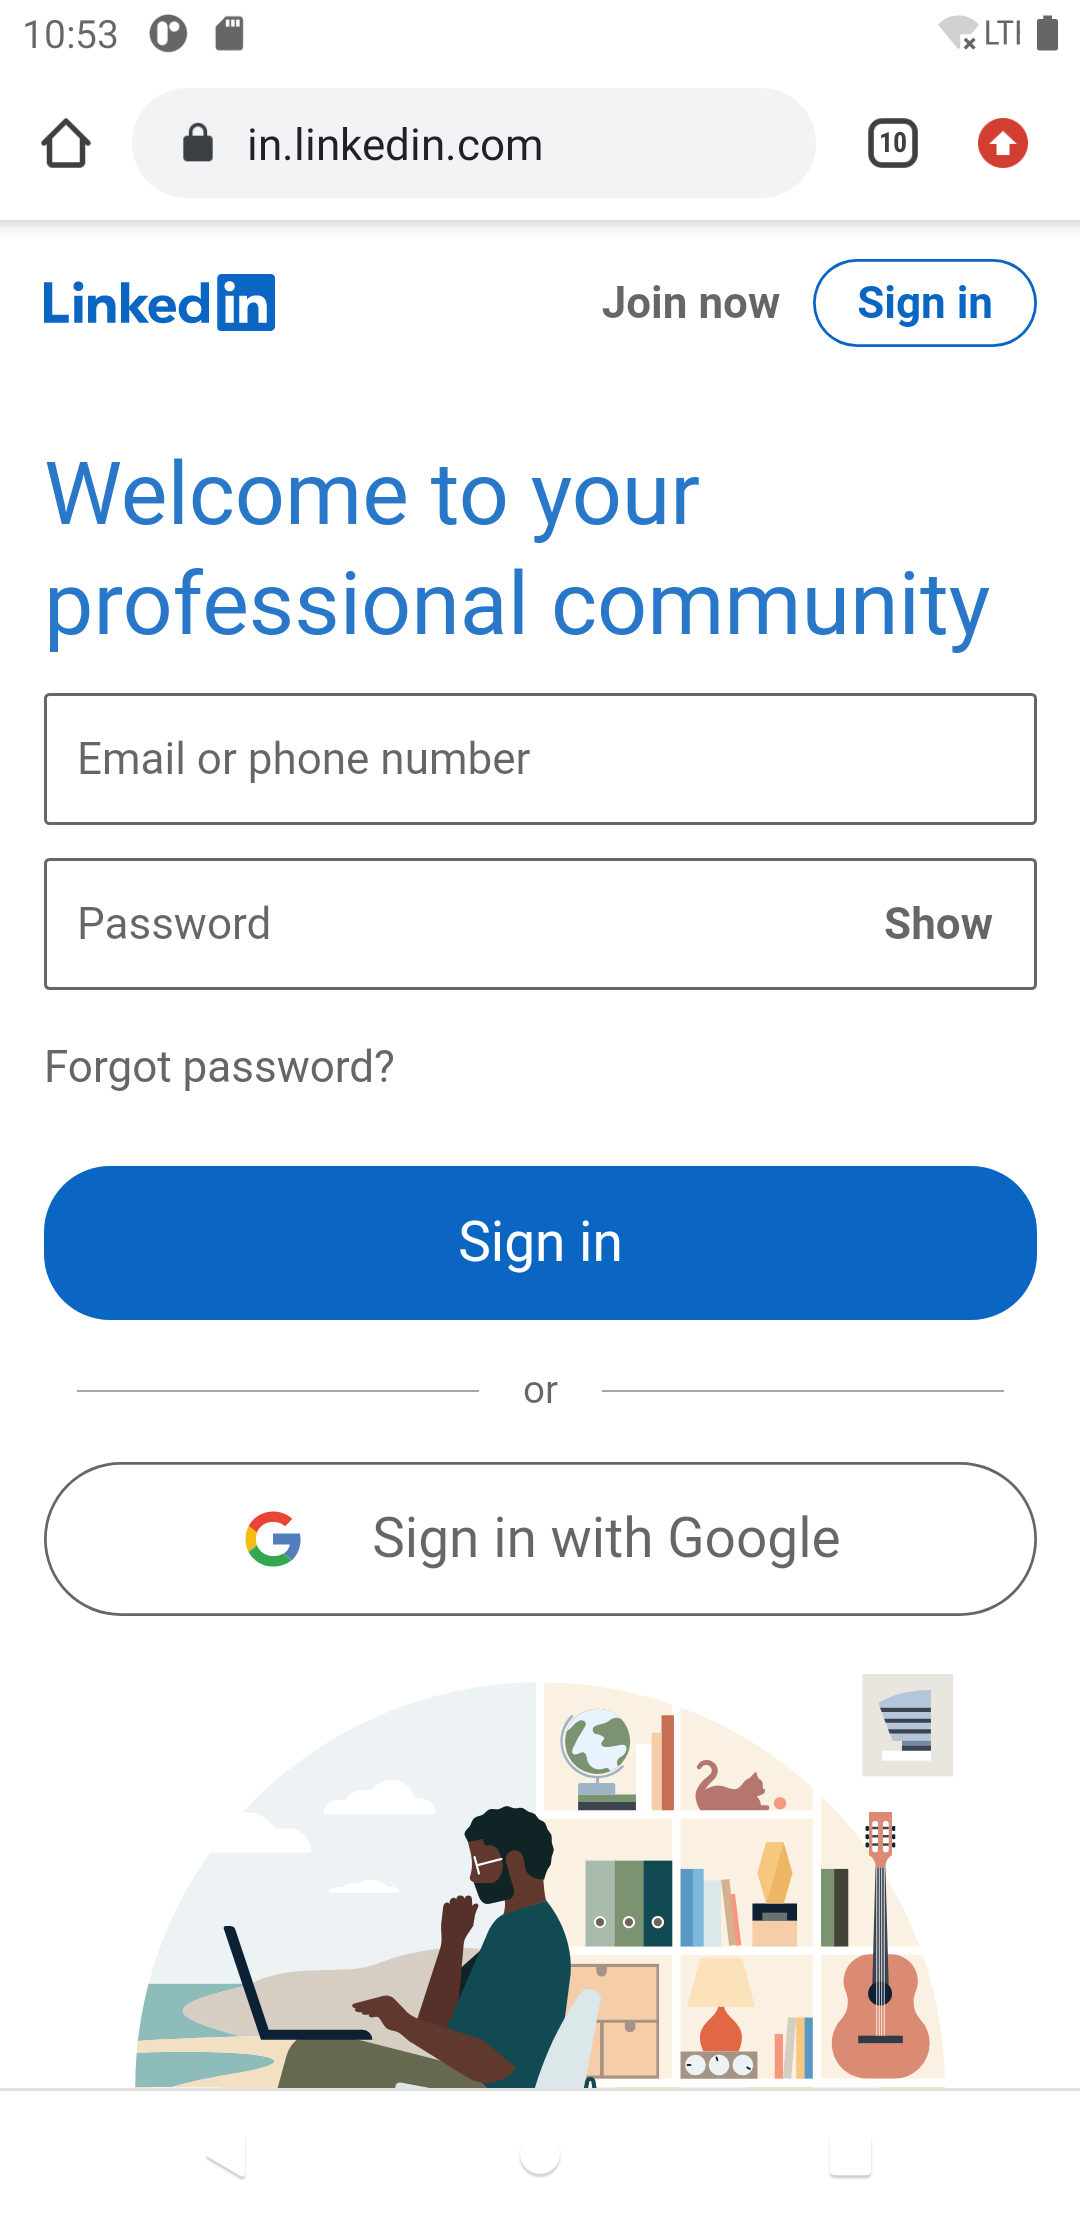 10:53 LTE
in.linkedin.com 10
Linkedin Join now Sign in
Welcome to your
professional community
Email or phone number
Password Show
Forgot password?
Sign in
or
G Sign in with Google